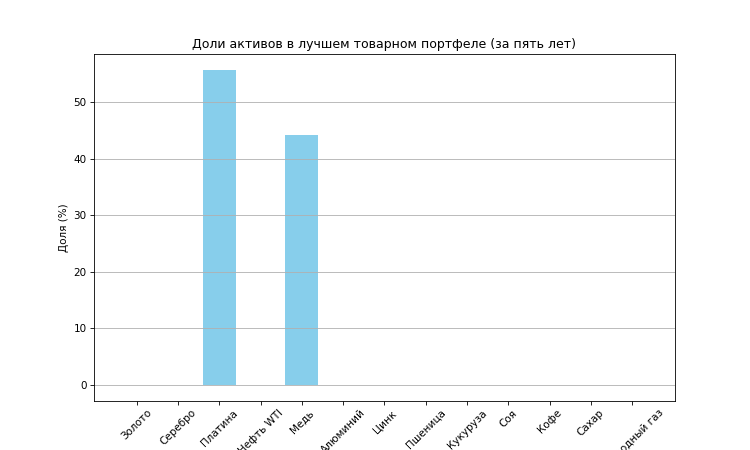 Доли активов в лучшем товарном портфеле (за пять лет)
Доля (%)
50
40
30
20
10
0
Золото
Серебро
Платина
Нефть WTI
Медь
Алюминий
Цинк
Пшеница
Кукуруза
Соя
Кофе
Сахар
газ